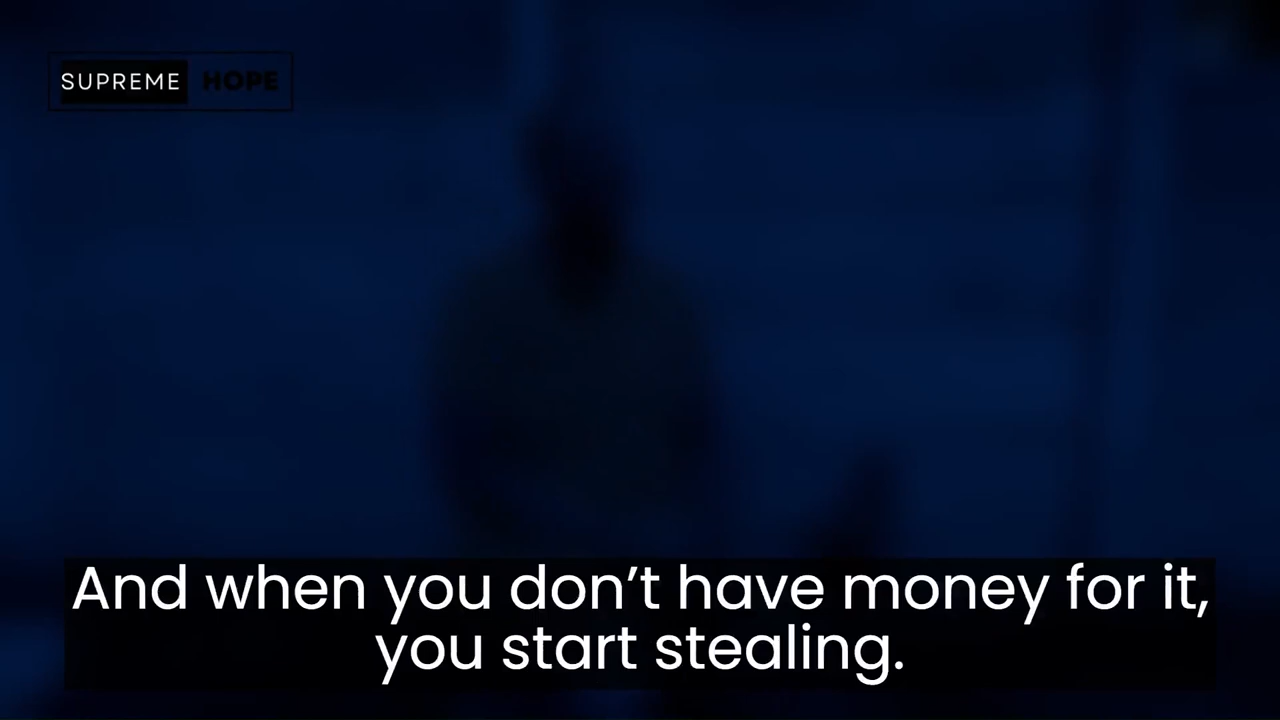 SUPREME HOPE
And when you don’t have money for it,
you start stealing.